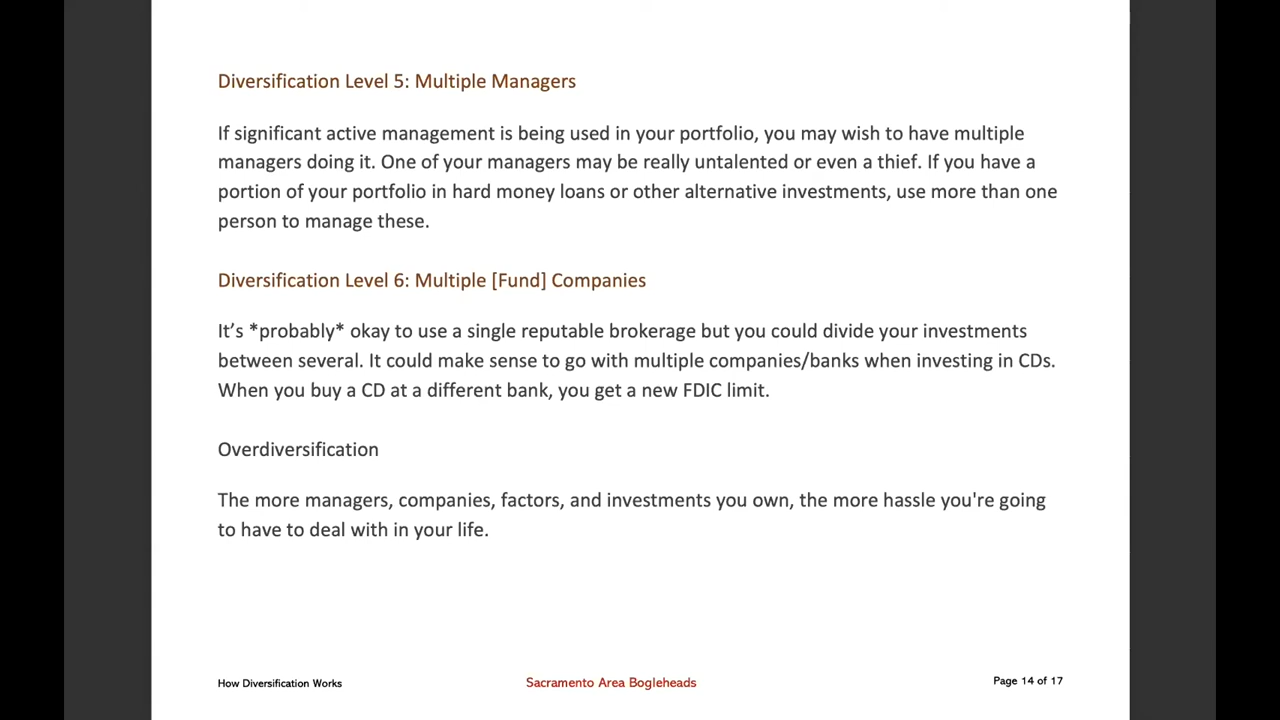 Diversification Level 5: Multiple Managers
If significant active management is being used in your portfolio, you may wish to have multiple
managers doing it. One of your managers may be really untalented or even a thief. If you have a
portion of your portfolio in hard money loans or other alternative investments, use more than one
person to manage these.
Diversification Level 6: Multiple [Fund] Companies
It’s *probably* okay to use a single reputable brokerage but you could divide your investments
between several. It could make sense to go with multiple companies/banks when investing in CDs.
When you buy a CD at a different bank, you get a new FDIC limit.
Overdiversification
The more managers, companies, factors, and investments you own, the more hassle you're going
to have to deal with in your life.
How Diversification Works
Sacramento Area Bogleheads
Page 14 of 17